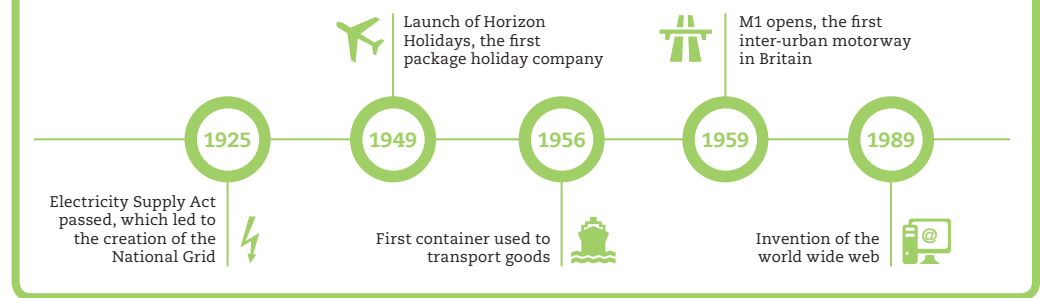 Launch of Horizon
Holidays, the first
package holiday company
M1 opens, the first
inter-urban motorway
in Britain
1925
1949
1956
1959
1989
Electricity Supply Act
passed, which led to
the creation of the
National Grid
First container used to
transport goods
Invention of the
world wide web
@